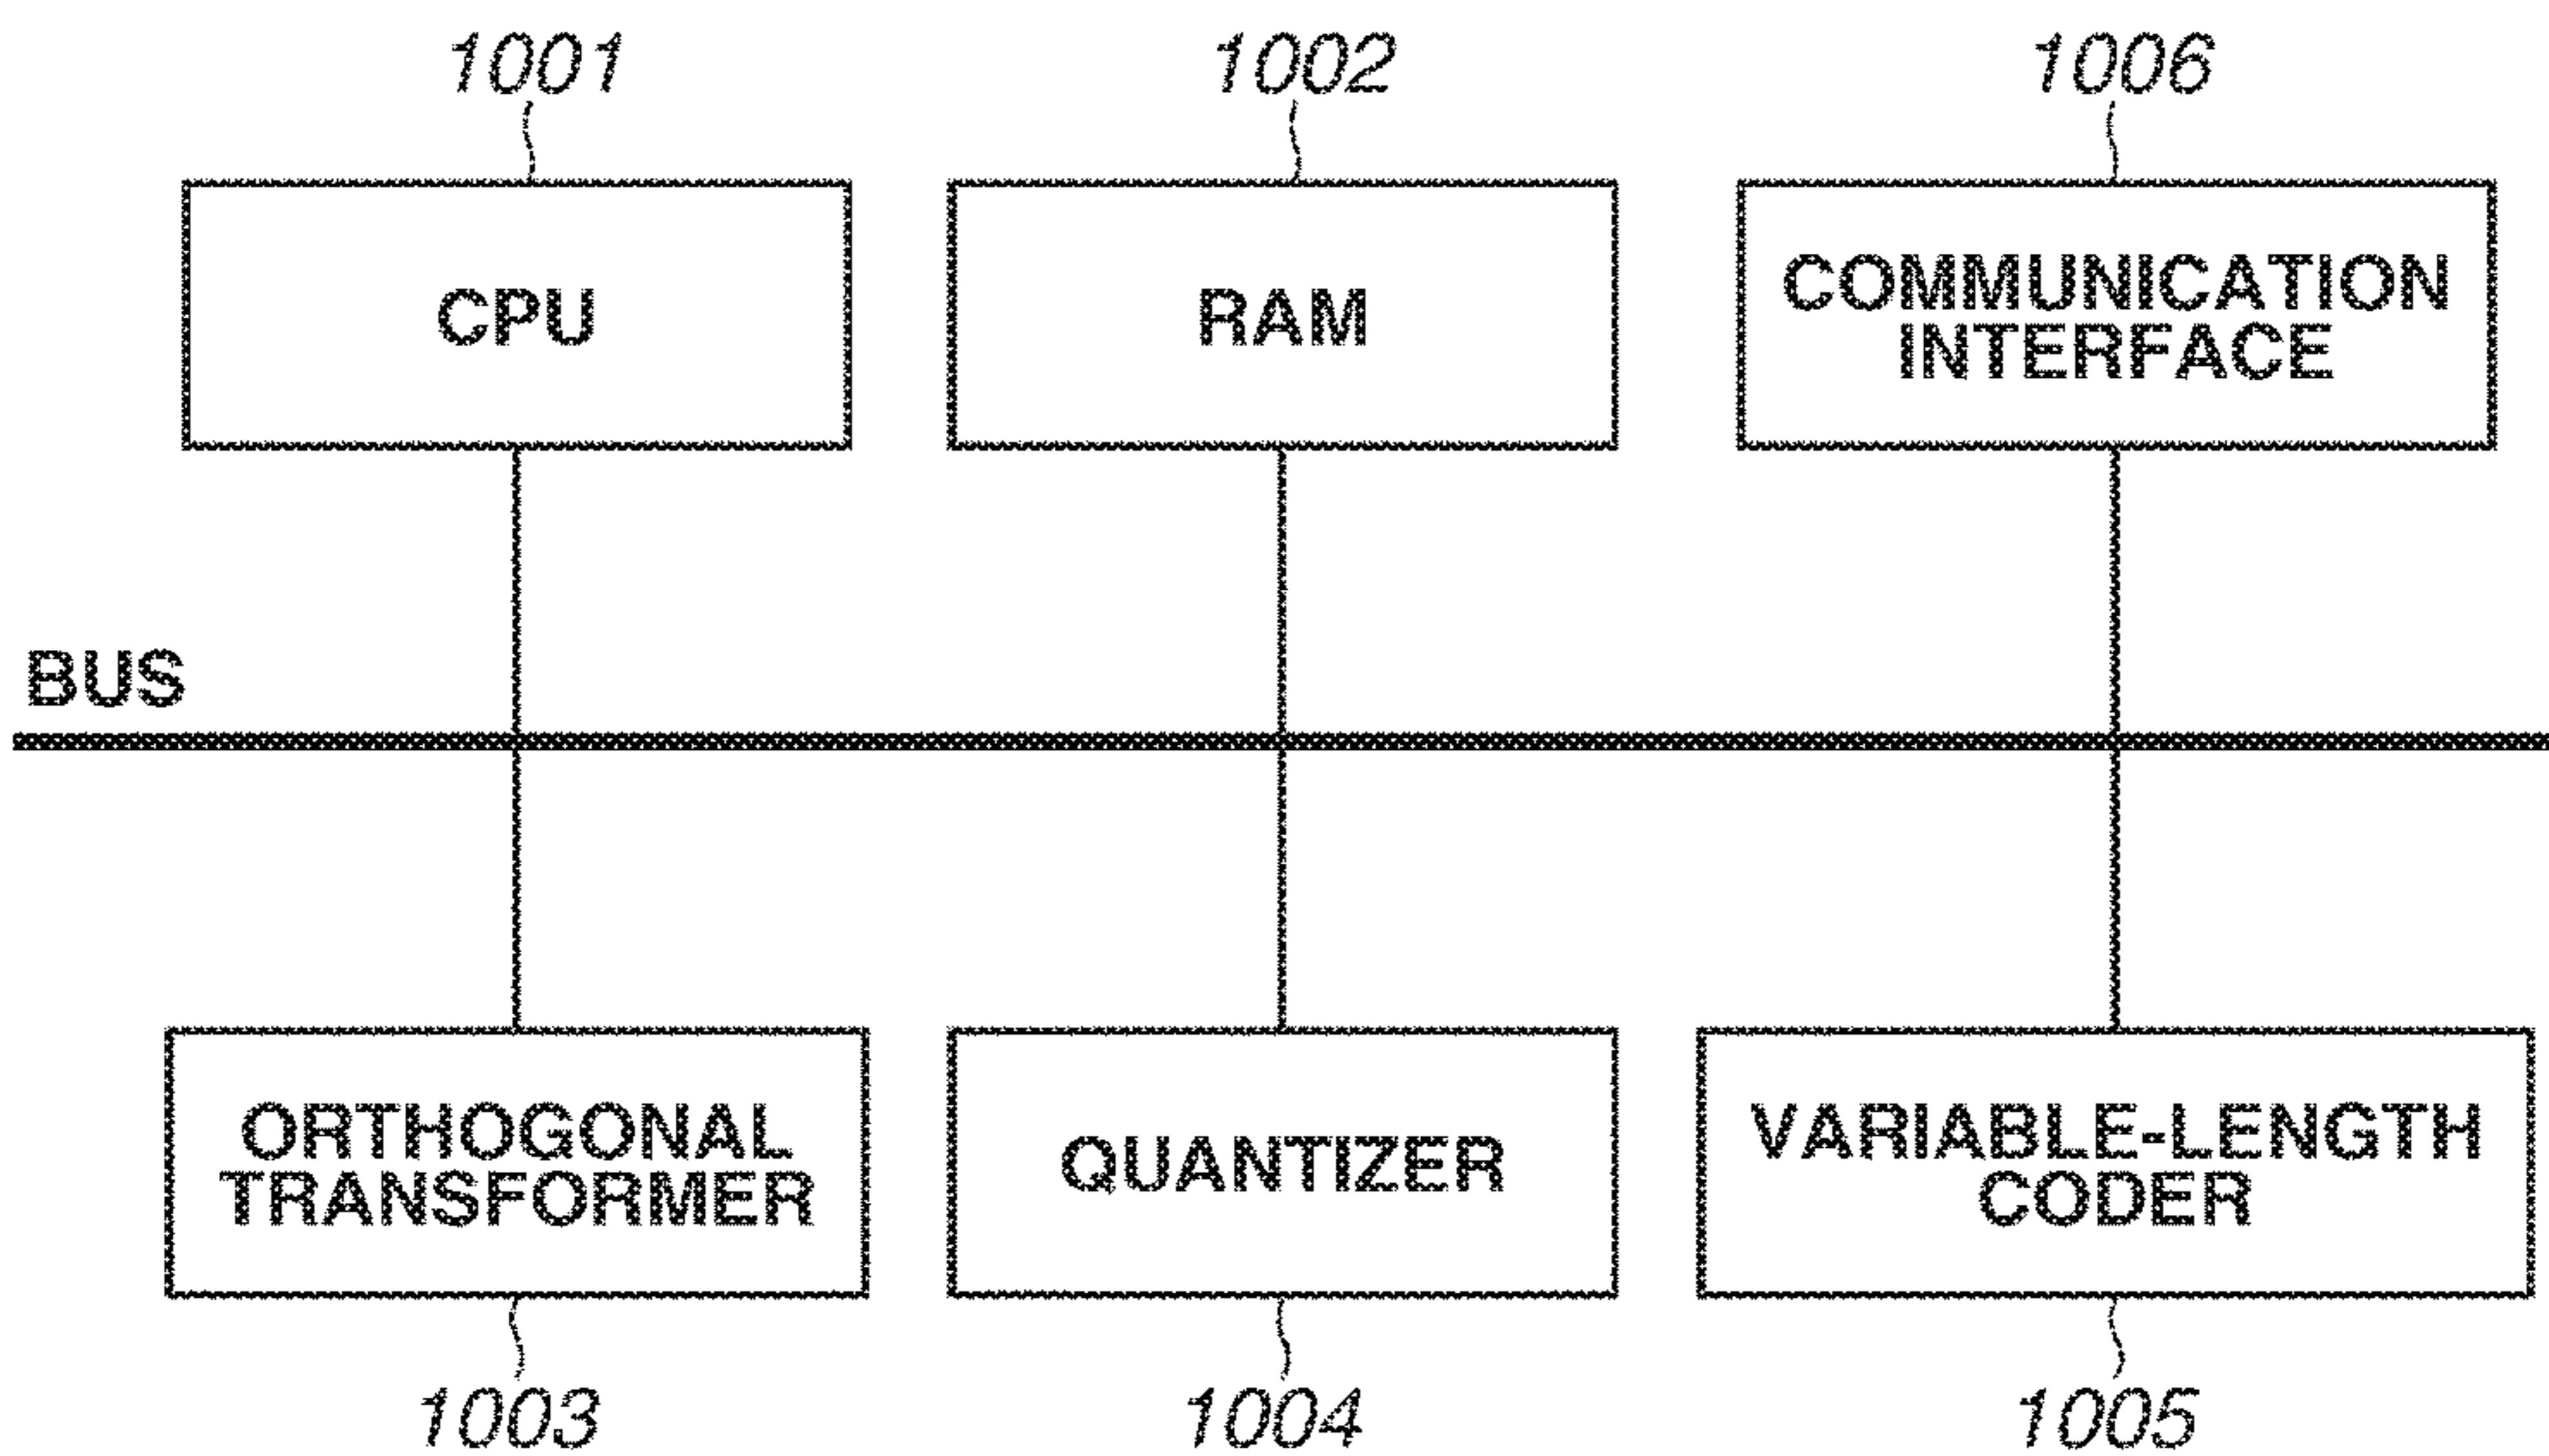 1001
1002
1006
CPU
RAM
COMMUNICATION
INTERFACE
BUS
ORTHOGONAL
TRANSFORMER
QUANTIZER
VARIABLE-LENGTH
CODER
1003
1004
1005